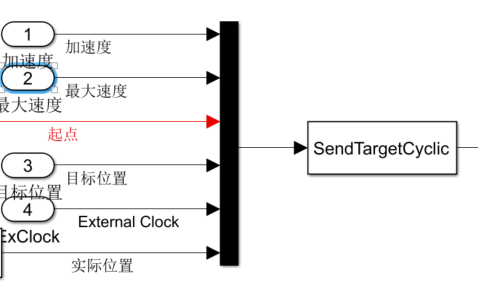 1
加速度
加速度
2
最大速度
最大速度
起点
SendTargetCyclic
3
目标位置
目标位置
4
External Clock
ExClock
实际位置